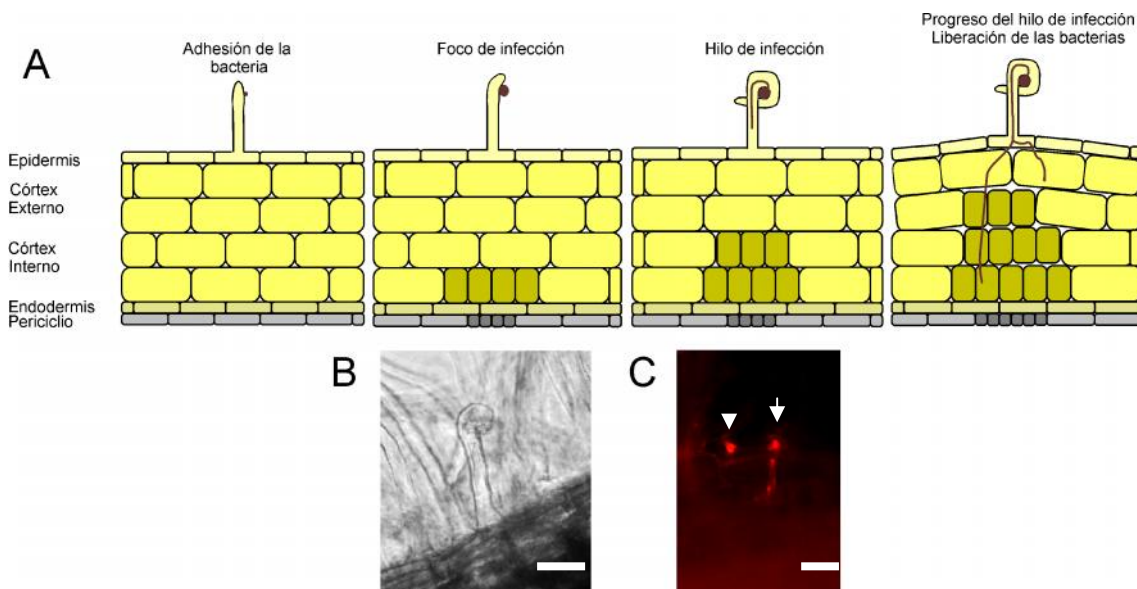 A
Adhesión de la
bacteria
Foco de infección
Hilo de infección
Progreso del hilo de infección
Liberación de las bacterias
Epidermis
Córtex
Externo
Córtex
Interno
Endodermis
Periciclio
B
C